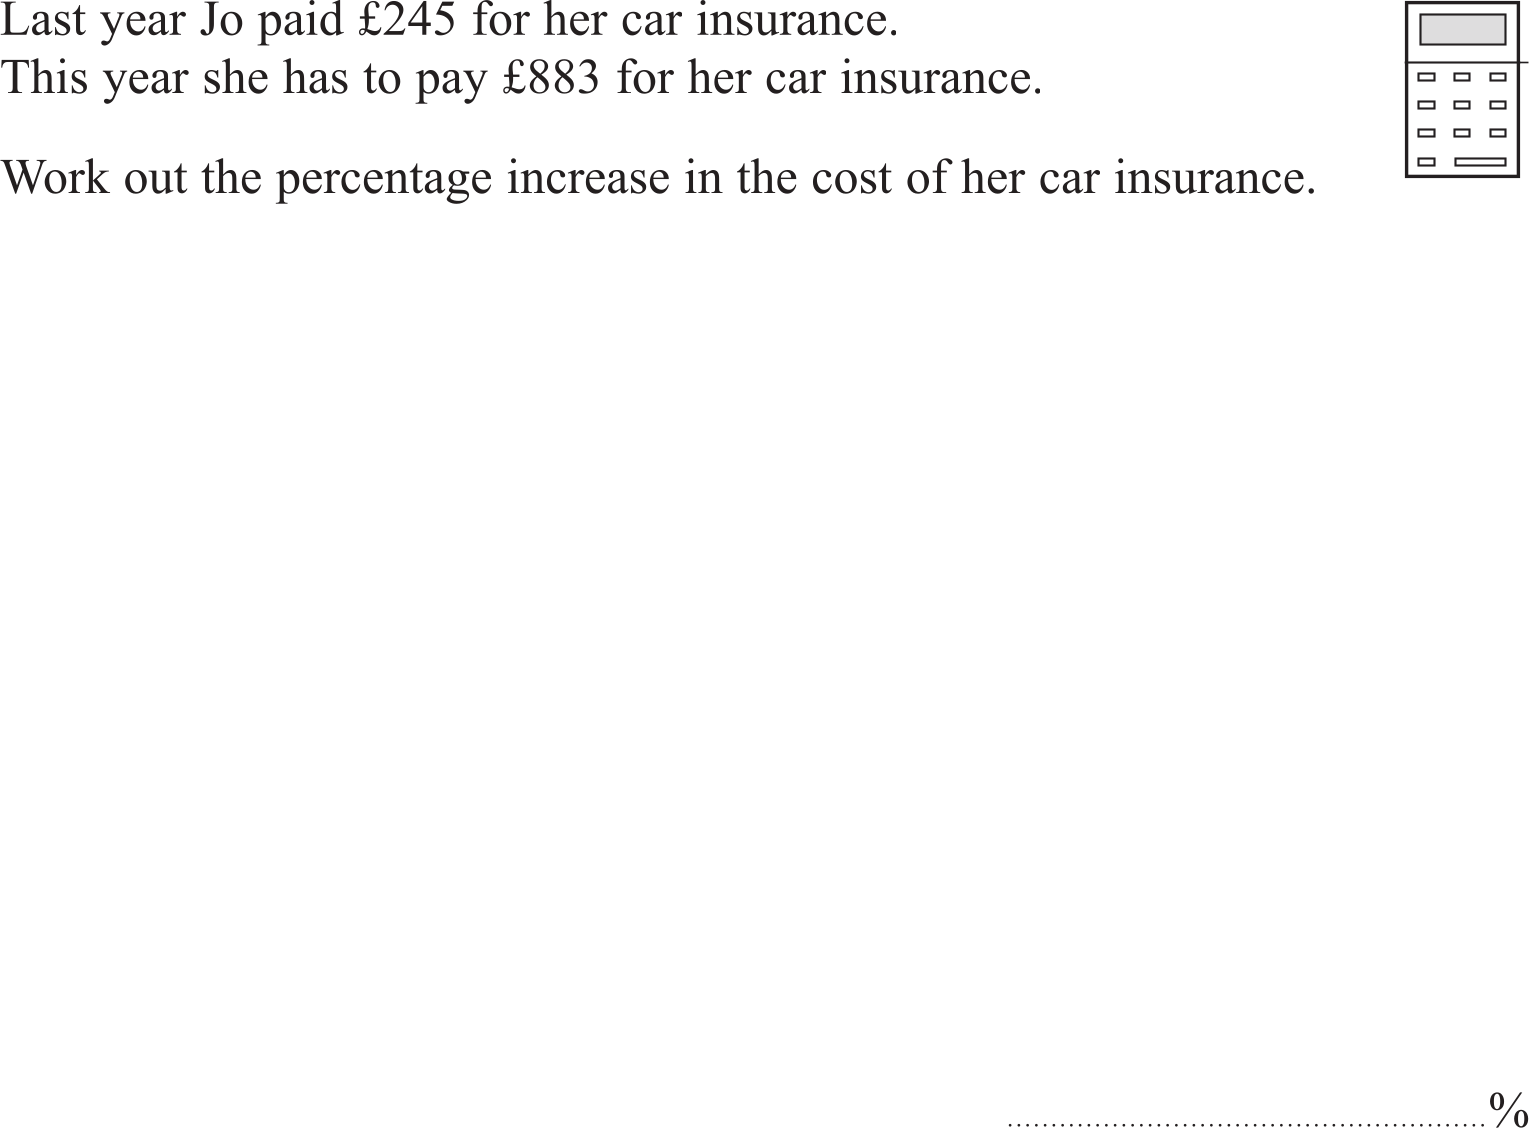 Last year Jo paid £245 for her car insurance.
This year she has to pay £883 for her car insurance.
Work out the percentage increase in the cost of her car insurance.
........................................................%